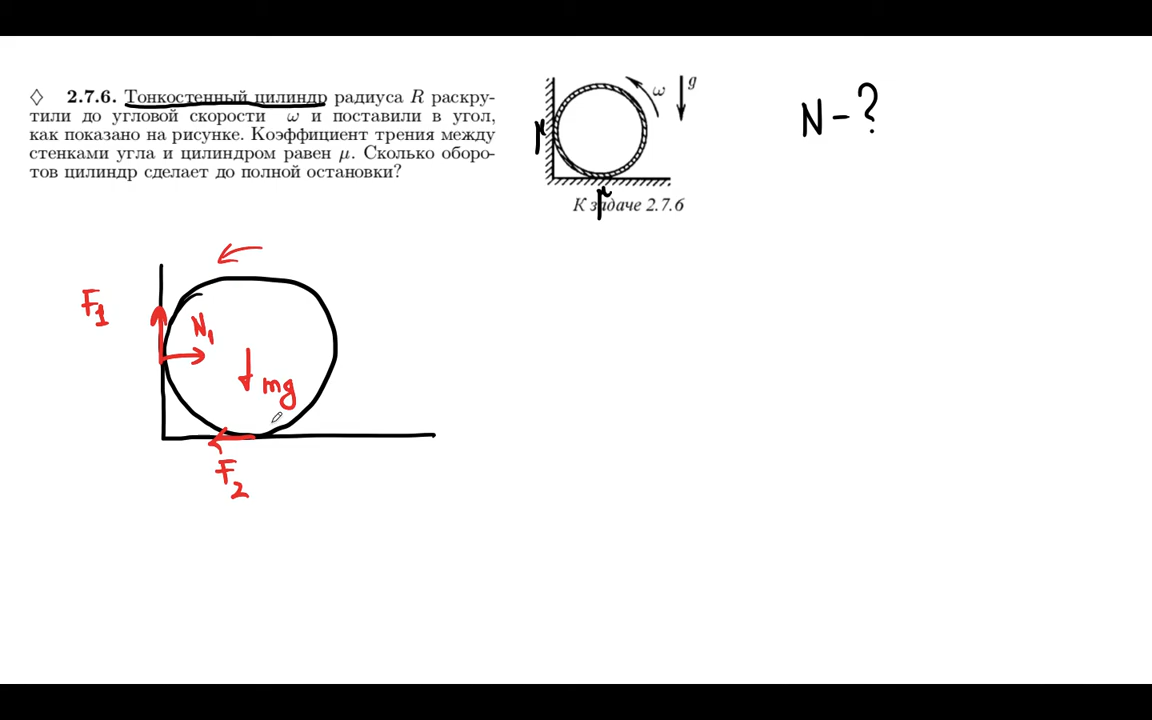 ◇ 2.7.6. Тонкостенный цилиндр радиуса R раскру-
тили до угловой скорости ω и поставили в угол,
как показано на рисунке. Коэффициент трения между
стенками угла и цилиндром равен μ. Сколько оборо-
тов цилиндр сделает до полной остановки?
ω
g
μ
μ
К задаче 2.7.6
N - ?
F₁
N₁
mg
F₂